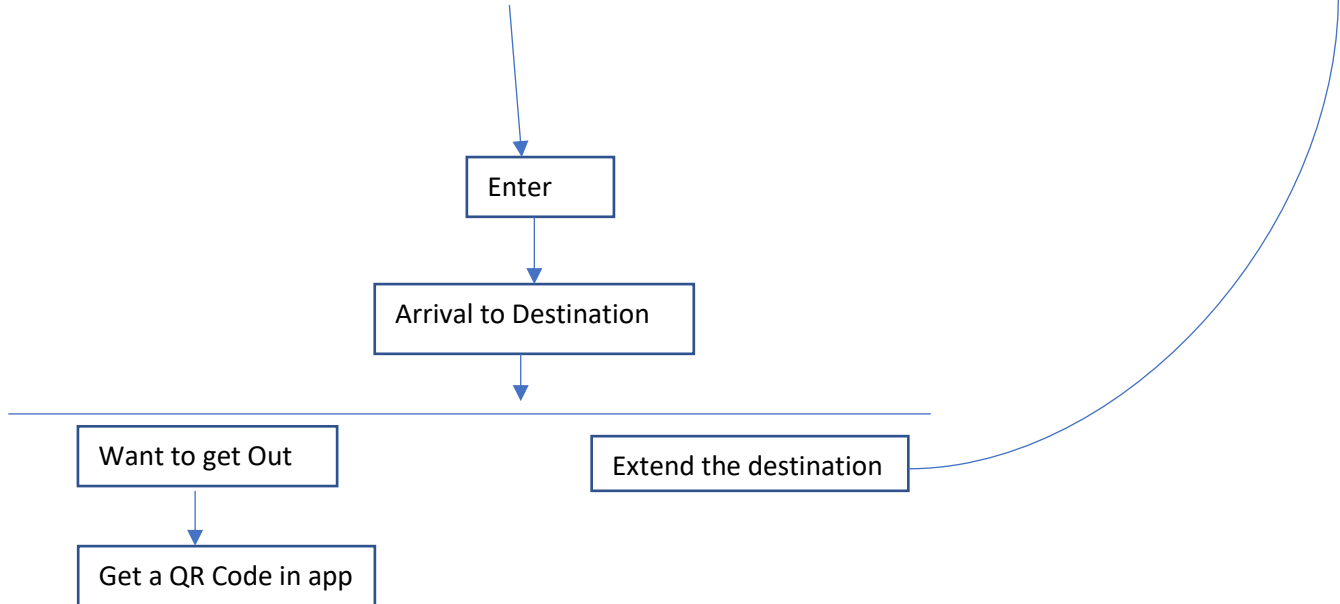 Enter
Arrival to Destination
Want to get Out
Extend the destination
Get a QR Code in app